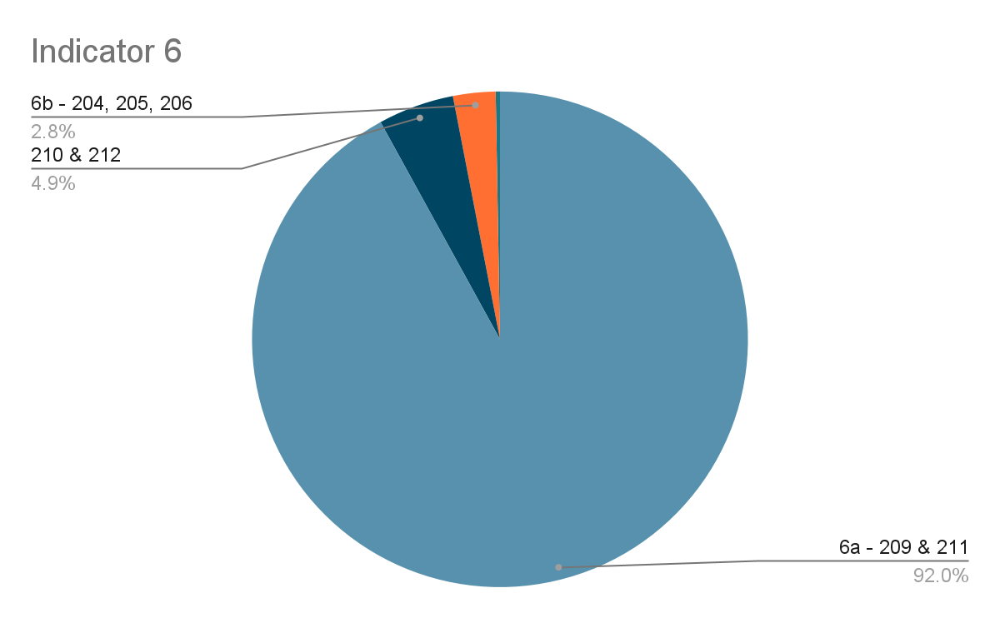 Indicator 6
6b - 204, 205, 206
2.8%
210 & 212
4.9%
6a - 209 & 211
92.0%